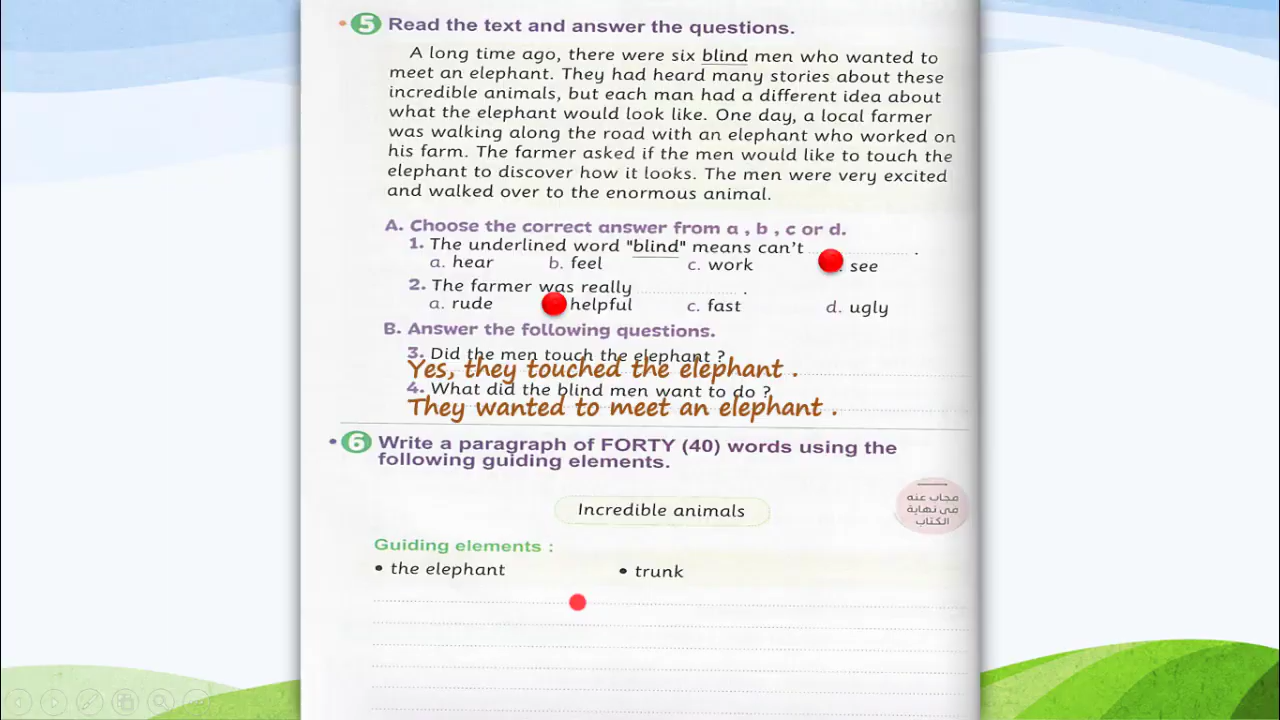 5 Read the text and answer the questions.
A long time ago, there were six blind men who wanted to
meet an elephant. They had heard many stories about these
incredible animals, but each man had a different idea about
what the elephant would look like. One day, a local farmer
was walking along the road with an elephant who worked on
his farm. The farmer asked if the men would like to touch the
elephant to discover how it looks. The men were very excited
and walked over to the enormous animal.
A. Choose the correct answer from a , b , c or d.
1. The underlined word "blind" means can't .................... .
a. hear b. feel c. work see
2. The farmer was really .................... .
a. rude helpful c. fast d. ugly
B. Answer the following questions.
3. Did the men touch the elephant ?
Yes, they touched the elephant .
4. What did the blind men want to do ?
They wanted to meet an elephant .
6 Write a paragraph of FORTY (40) words using the
following guiding elements.
مجاب عنه
في نهاية
الكتاب
Incredible animals
Guiding elements :
• the elephant • trunk